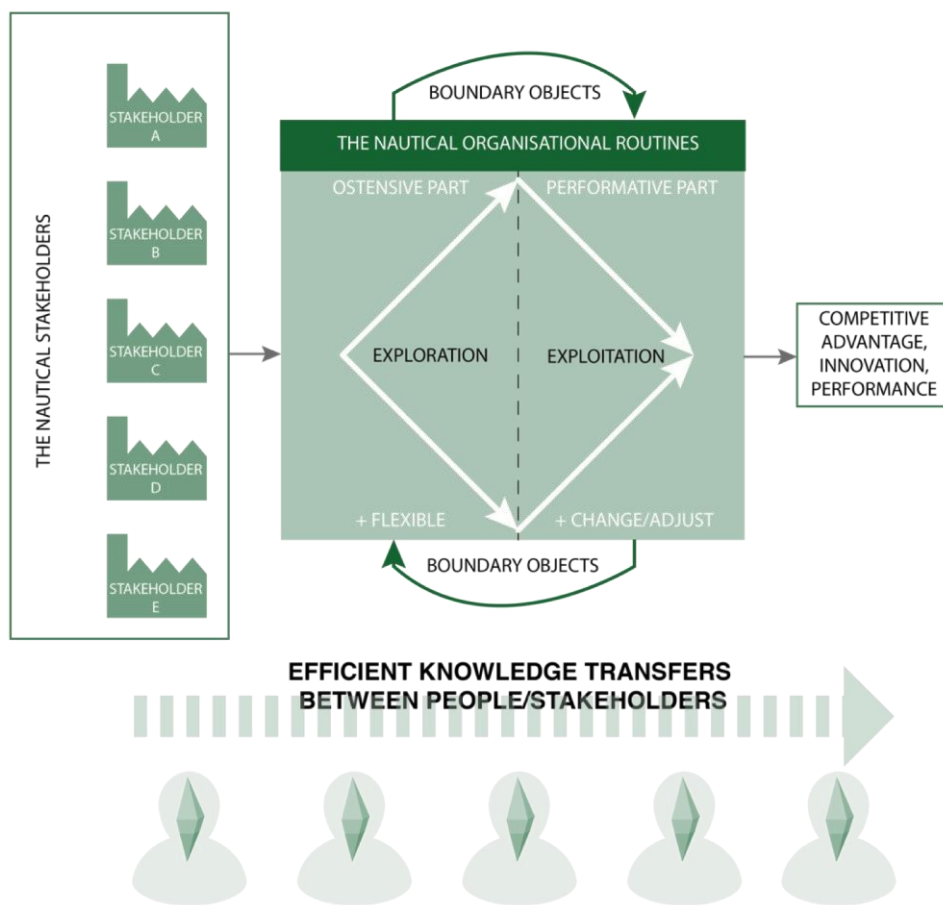 THE NAUTICAL STAKEHOLDERS
STAKEHOLDER
A
STAKEHOLDER
B
STAKEHOLDER
C
STAKEHOLDER
D
STAKEHOLDER
E
BOUNDARY OBJECTS
THE NAUTICAL ORGANISATIONAL ROUTINES
OSTENSIVE PART
PERFORMATIVE PART
EXPLORATION
EXPLOITATION
+ FLEXIBLE
+ CHANGE/ADJUST
BOUNDARY OBJECTS
COMPETITIVE
ADVANTAGE,
INNOVATION,
PERFORMANCE
EFFICIENT KNOWLEDGE TRANSFERS
BETWEEN PEOPLE/STAKEHOLDERS